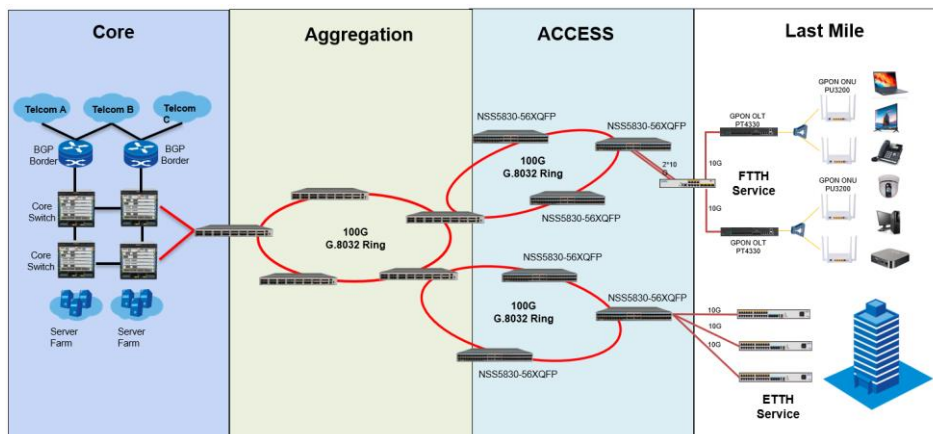 Core
Aggregation
ACCESS
Last Mile
Telcom A
Telcom B
Telcom
C
BGP
Border
BGP
Border
Core
Switch
Core
Switch
Server
Farm
Server
Farm
100G
G.8032 Ring
NSS5830-56XQFP
NSS5830-56XQFP
100G
G.8032 Ring
NSS5830-56XQFP
2*10
G
NSS5830-56XQFP
NSS5830-56XQFP
100G
G.8032 Ring
NSS5830-56XQFP
GPON OLT
PT4330
GPON ONU
PU3200
10G
FTTH
Service
10G
GPON ONU
PU3200
GPON OLT
PT4330
10G
10G
10G
ETTH
Service